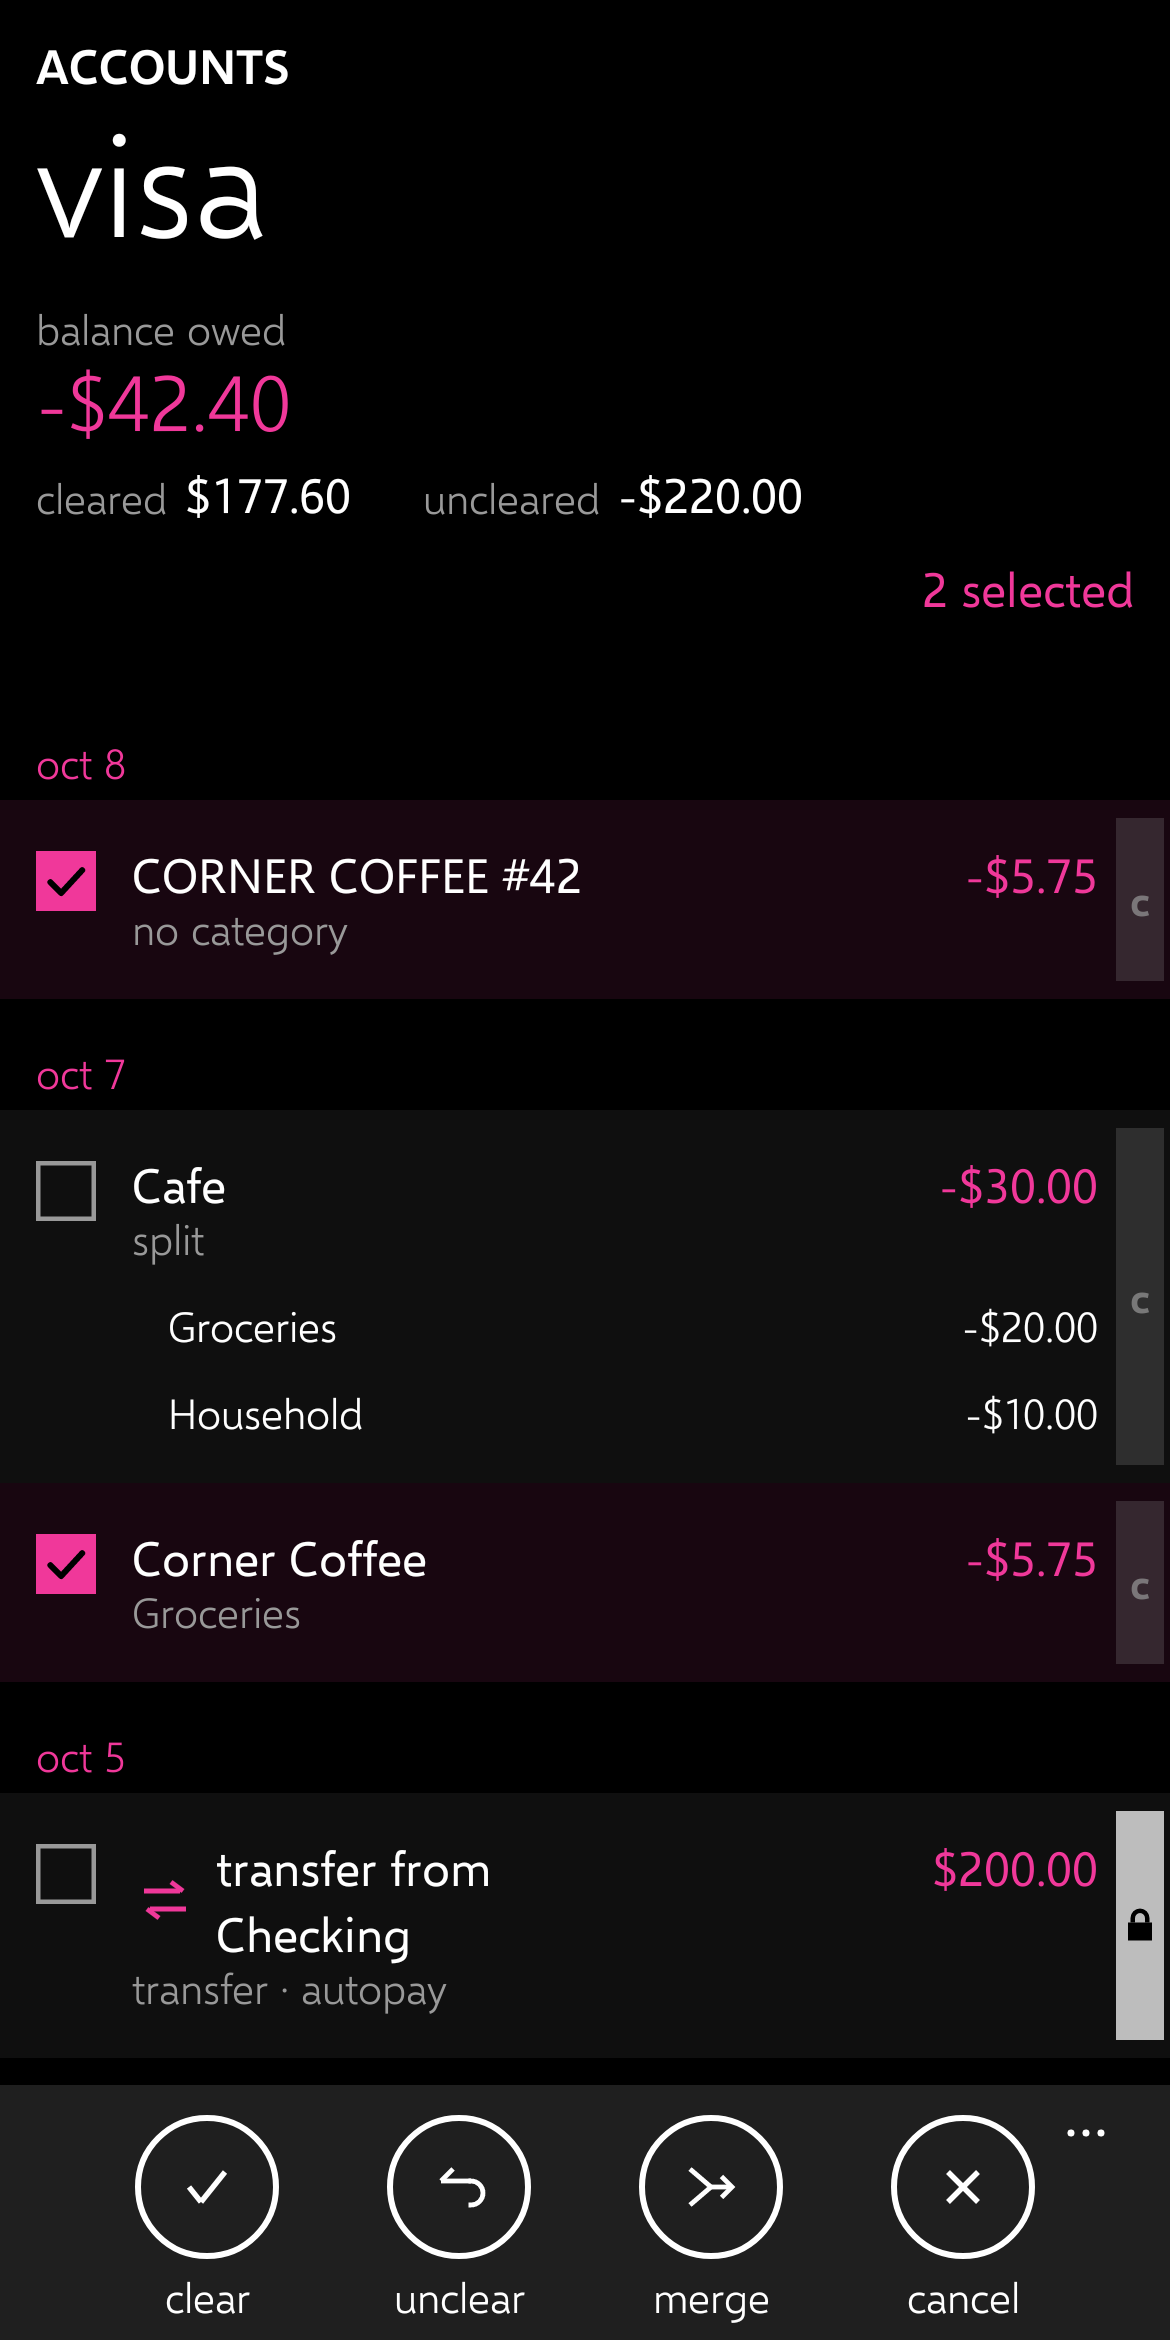 ACCOUNTS
visa
balance owed
-$42.40
cleared $177.60 uncleared -$220.00
2 selected
oct 8
CORNER COFFEE #42 -$5.75
no category
c
oct 7
Cafe -$30.00
split
c
Groceries -$20.00
Household -$10.00
Corner Coffee -$5.75
Groceries
c
oct 5
transfer from $200.00
Checking
transfer · autopay
...
clear unclear merge cancel